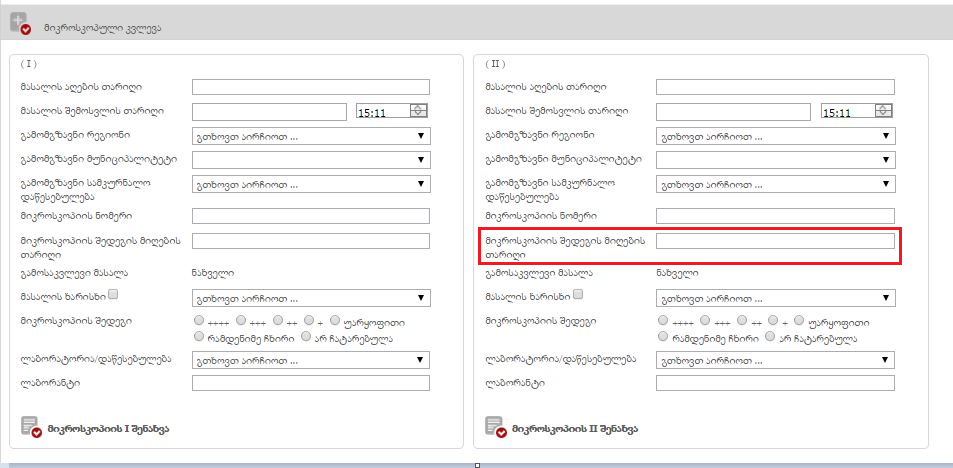 მიკროსკოპული კვლევა
( I )
მასალის აღების თარიღი
მასალის შემოსვლის თარიღი 15:11
გამომგზავნი რეგიონი გთხოვთ აირჩიოთ ...
გამომგზავნი მუნიციპალიტეტი
გამომგზავნი სამკურნალო
დაწესებულება გთხოვთ აირჩიოთ ...
მიკროსკოპიის ნომერი
მიკროსკოპიის შედეგის მიღების
თარიღი
გამოსაკვლევი მასალა ნახველი
მასალის ხარისხი გთხოვთ აირჩიოთ ...
მიკროსკოპიის შედეგი ++++ +++ ++ + უარყოფითი
რამდენიმე ჩხირი არ ჩატარებულა
ლაბორატორია/დაწესებულება გთხოვთ აირჩიოთ ...
ლაბორანტი
მიკროსკოპიის I შენახვა
( II )
მასალის აღების თარიღი
მასალის შემოსვლის თარიღი 15:11
გამომგზავნი რეგიონი გთხოვთ აირჩიოთ ...
გამომგზავნი მუნიციპალიტეტი
გამომგზავნი სამკურნალო
დაწესებულება გთხოვთ აირჩიოთ ...
მიკროსკოპიის ნომერი
მიკროსკოპიის შედეგის მიღების
თარიღი
გამოსაკვლევი მასალა ნახველი
მასალის ხარისხი გთხოვთ აირჩიოთ ...
მიკროსკოპიის შედეგი ++++ +++ ++ + უარყოფითი
რამდენიმე ჩხირი არ ჩატარებულა
ლაბორატორია/დაწესებულება გთხოვთ აირჩიოთ ...
ლაბორანტი
მიკროსკოპიის II შენახვა